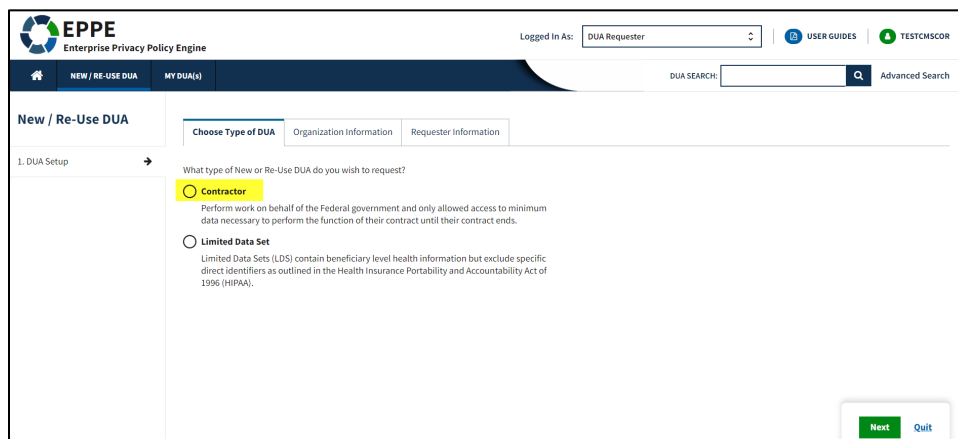 EPPE
Enterprise Privacy Policy Engine
Logged In As: DUA Requester USER GUIDES TESTCMSCOR
NEW / RE-USE DUA MY DUA(s) DUA SEARCH: Advanced Search
New / Re-Use DUA
Choose Type of DUA Organization Information Requester Information
1. DUA Setup
What type of New or Re-Use DUA do you wish to request?
Contractor
Perform work on behalf of the Federal government and only allowed access to minimum
data necessary to perform the function of their contract until their contract ends.
Limited Data Set
Limited Data Sets (LDS) contain beneficiary level health information but exclude specific
direct identifiers as outlined in the Health Insurance Portability and Accountability Act of
1996 (HIPAA).
Next Quit